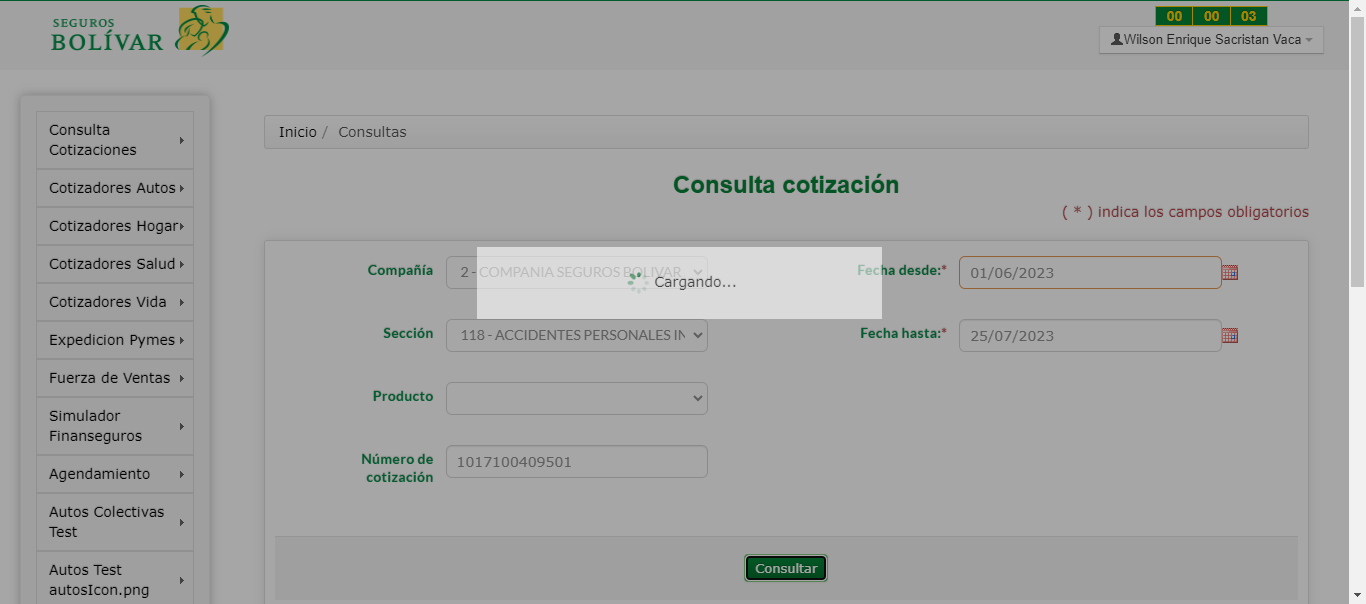 SEGUROS
BOLÍVAR
00 00 03
Wilson Enrique Sacristan Vaca
Consulta
Cotizaciones
Cotizadores Autos
Cotizadores Hogar
Cotizadores Salud
Cotizadores Vida
Expedicion Pymes
Fuerza de Ventas
Simulador
Finanseguros
Agendamiento
Autos Colectivas
Test
Autos Test
autosIcon.png
Inicio / Consultas
Consulta cotización
( * ) indica los campos obligatorios
Compañía 2 - COMPANIA SEGUROS BOLIVAR
Fecha desde:* 01/06/2023
Cargando...
Sección 118 - ACCIDENTES PERSONALES IN
Fecha hasta:* 25/07/2023
Producto
Número de
cotización
1017100409501
Consultar